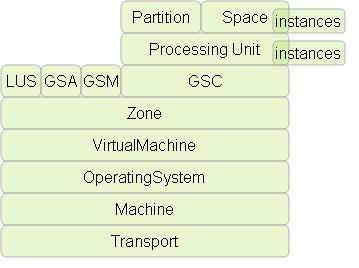 Partition Space instances
Processing Unit instances
LUS GSA GSM GSC
Zone
VirtualMachine
OperatingSystem
Machine
Transport